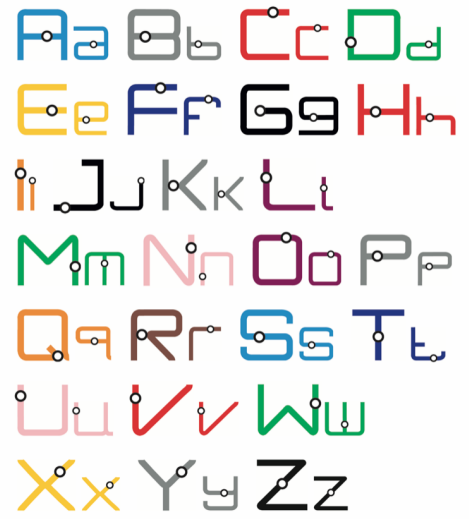 Aa Bb Cc Dd
Ee Ff Gg Hh
Ii Jj Kk Ll
Mm Nn Oo Pp
Qq Rr Ss Tt
Uu Vv Ww
Xx Yy Zz